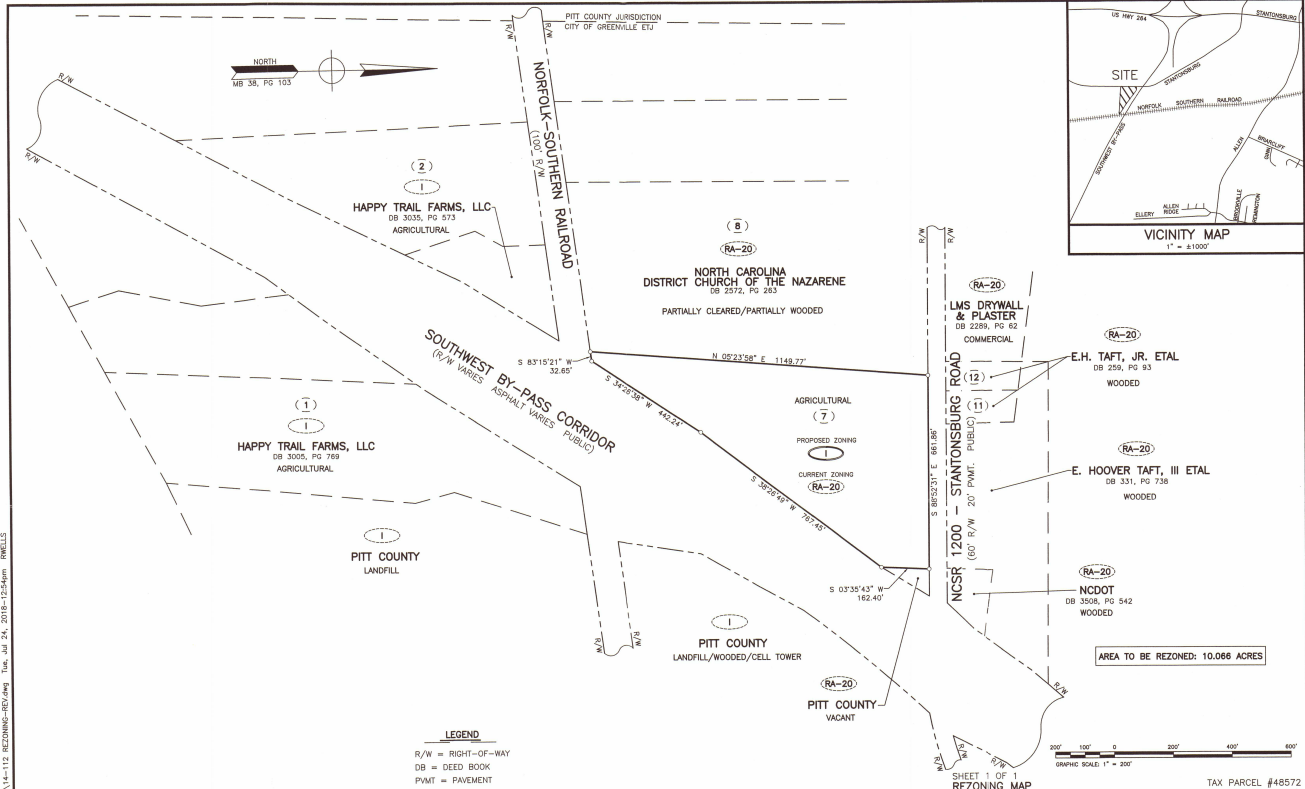 PITT COUNTY JURISDICTION
CITY OF GREENVILLE ETJ
R/W
R/W
NORTH
MB 38, PG 103
R/W
R/W
NORFOLK-SOUTHERN RAILROAD
(100' R/W)
(2)
I
HAPPY TRAIL FARMS, LLC
DB 3035, PG 573
AGRICULTURAL
(8)
RA-20
NORTH CAROLINA
DISTRICT CHURCH OF THE NAZARENE
DB 2572, PG 263
PARTIALLY CLEARED/PARTIALLY WOODED
R/W
R/W
US HWY 264
STANTONSBURG
SITE
STANTONSBURG
NORFOLK SOUTHERN RAILROAD
SOUTHWEST BY-PASS
ALLEN
BRIARCLIFF
GWIN
ALLEN
RIDGE
ELLERY
BROOKVILLE
REMINGTON
VICINITY MAP
1" = ±1000'
RA-20
LMS DRYWALL
& PLASTER
DB 2289, PG 62
COMMERCIAL
RA-20
E.H. TAFT, JR. ETAL
DB 259, PG 93
WOODED
(12)
(11)
SOUTHWEST BY-PASS CORRIDOR
(R/W VARIES ASPHALT VARIES PUBLIC)
S 83°15'21" W
32.65'
N 05°23'58" E 1149.77'
S 34°26'38" W 442.24'
AGRICULTURAL
(7)
PROPOSED ZONING
I
CURRENT ZONING
RA-20
S 38°26'49" W 767.45'
S 88°52'31" E 661.86'
NCSR 1200 - STANTONSBURG ROAD
(60' R/W 20' PVMT. PUBLIC)
(1)
I
HAPPY TRAIL FARMS, LLC
DB 3005, PG 769
AGRICULTURAL
RA-20
E. HOOVER TAFT, III ETAL
DB 331, PG 738
WOODED
I
PITT COUNTY
LANDFILL
S 03°35'43" W
162.40'
RA-20
NCDOT
DB 3508, PG 542
WOODED
R/W
R/W
I
PITT COUNTY
LANDFILL/WOODED/CELL TOWER
AREA TO BE REZONED: 10.066 ACRES
RA-20
PITT COUNTY
VACANT
R/W
R/W
R/W
R/W
LEGEND
R/W = RIGHT-OF-WAY
DB = DEED BOOK
PVMT = PAVEMENT
200' 100' 0 200' 400' 600'
GRAPHIC SCALE: 1" = 200'
SHEET 1 OF 1
REZONING MAP
TAX PARCEL #48572
\14-112 REZONING-REV.dwg Tue, Jul 24, 2018-12:54pm RWELLS